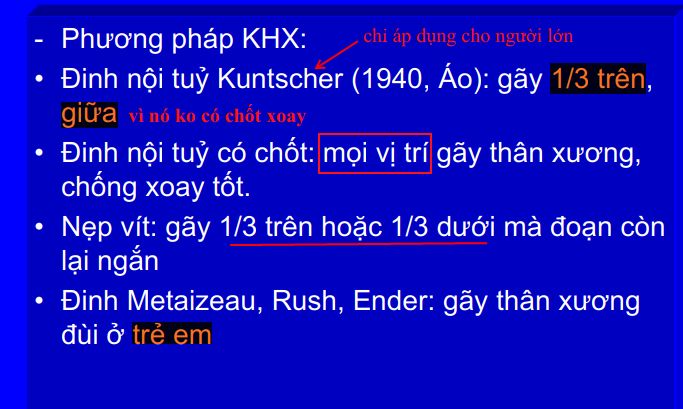 - Phương pháp KHX:
chỉ áp dụng cho người lớn
• Đinh nội tuỷ Kuntscher (1940, Áo): gãy 1/3 trên,
giữa vì nó ko có chốt xoay
• Đinh nội tuỷ có chốt: mọi vị trí gãy thân xương,
chống xoay tốt.
• Nẹp vít: gãy 1/3 trên hoặc 1/3 dưới mà đoạn còn
lại ngắn
• Đinh Metaizeau, Rush, Ender: gãy thân xương
đùi ở trẻ em